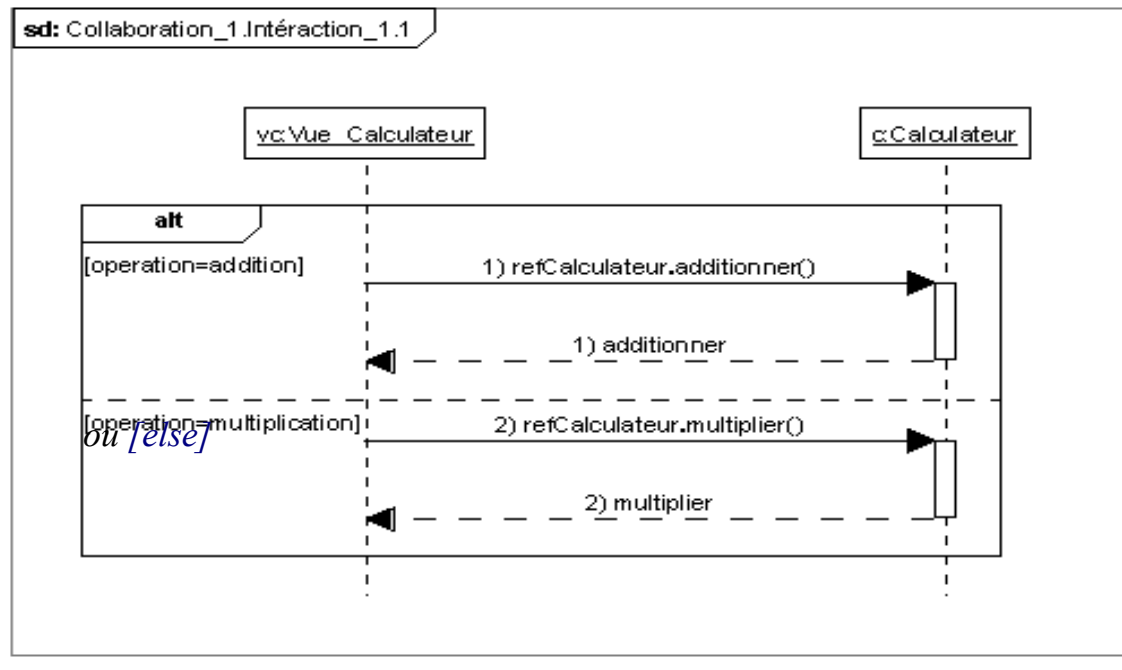 sd: Collaboration_1.Intéraction_1.1
vc:Vue_Calculateur
c:Calculateur
alt
[operation=addition]
1) refCalculateur.additionner()
1) additionner
[operation=multiplication]
2) refCalculateur.multiplier()
ou [else]
2) multiplier